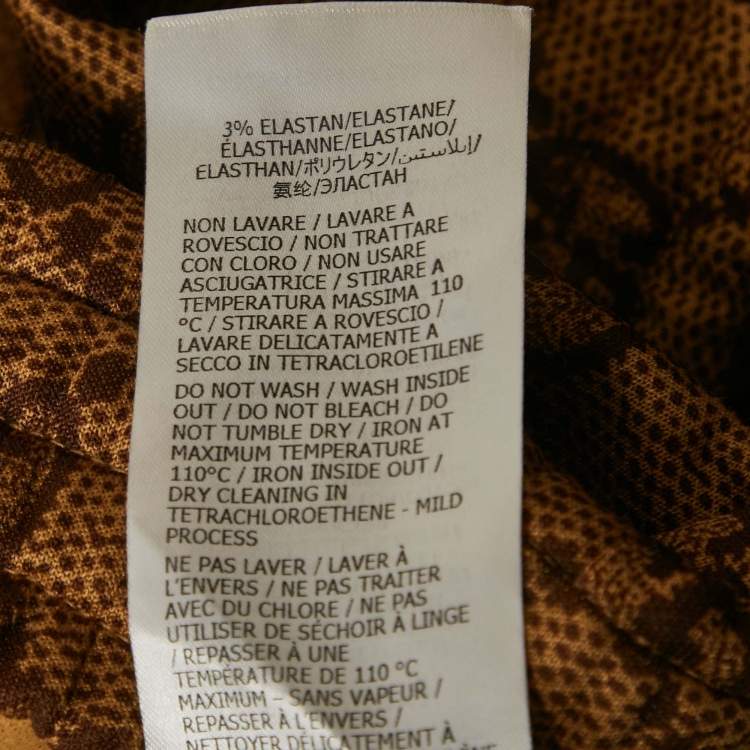 3% ELASTAN/ELASTANE/
ÉLASTHANNE/ELASTANO/
ELASTHAN/ポリウレタン/إيلاستين/
氨纶/ЭЛАСТАН
NON LAVARE / LAVARE A
ROVESCIO / NON TRATTARE
CON CLORO / NON USARE
ASCIUGATRICE / STIRARE A
TEMPERATURA MASSIMA 110
°C / STIRARE A ROVESCIO /
LAVARE DELICATAMENTE A
SECCO IN TETRACLOROETILENE
DO NOT WASH / WASH INSIDE
OUT / DO NOT BLEACH / DO
NOT TUMBLE DRY / IRON AT
MAXIMUM TEMPERATURE
110°C / IRON INSIDE OUT /
DRY CLEANING IN
TETRACHLOROETHENE - MILD
PROCESS
NE PAS LAVER / LAVER À
L'ENVERS / NE PAS TRAITER
AVEC DU CHLORE / NE PAS
UTILISER DE SÉCHOIR À LINGE
/ REPASSER À UNE
TEMPÉRATURE DE 110 °C
MAXIMUM – SANS VAPEUR /
REPASSER À L'ENVERS /
NETTOYER DÉLICATEMENT À